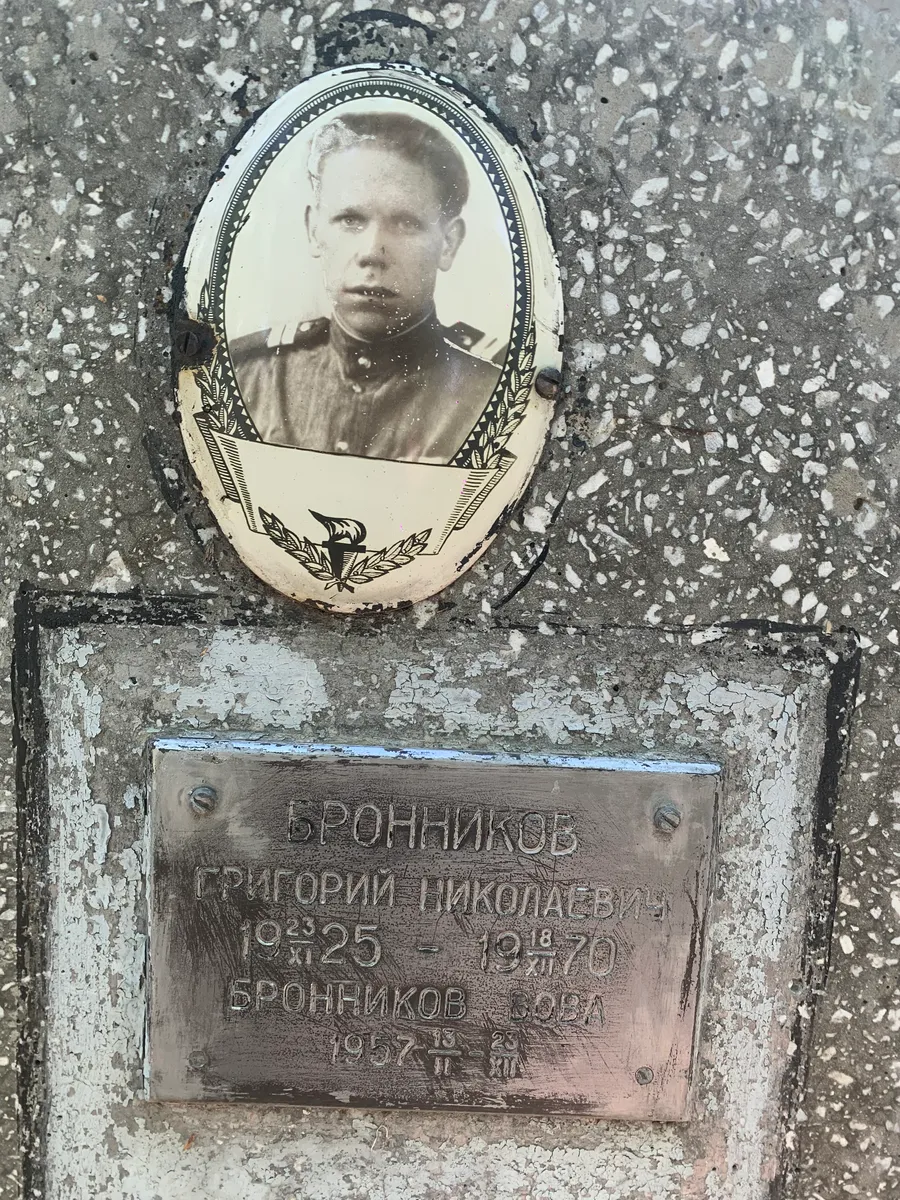 БРОННИКОВ
ГРИГОРИЙ НИКОЛАЕВИЧ
19 23/XI 25 - 19 18/XII 70
БРОННИКОВ ВОВА
1957 13/II - 23/XII